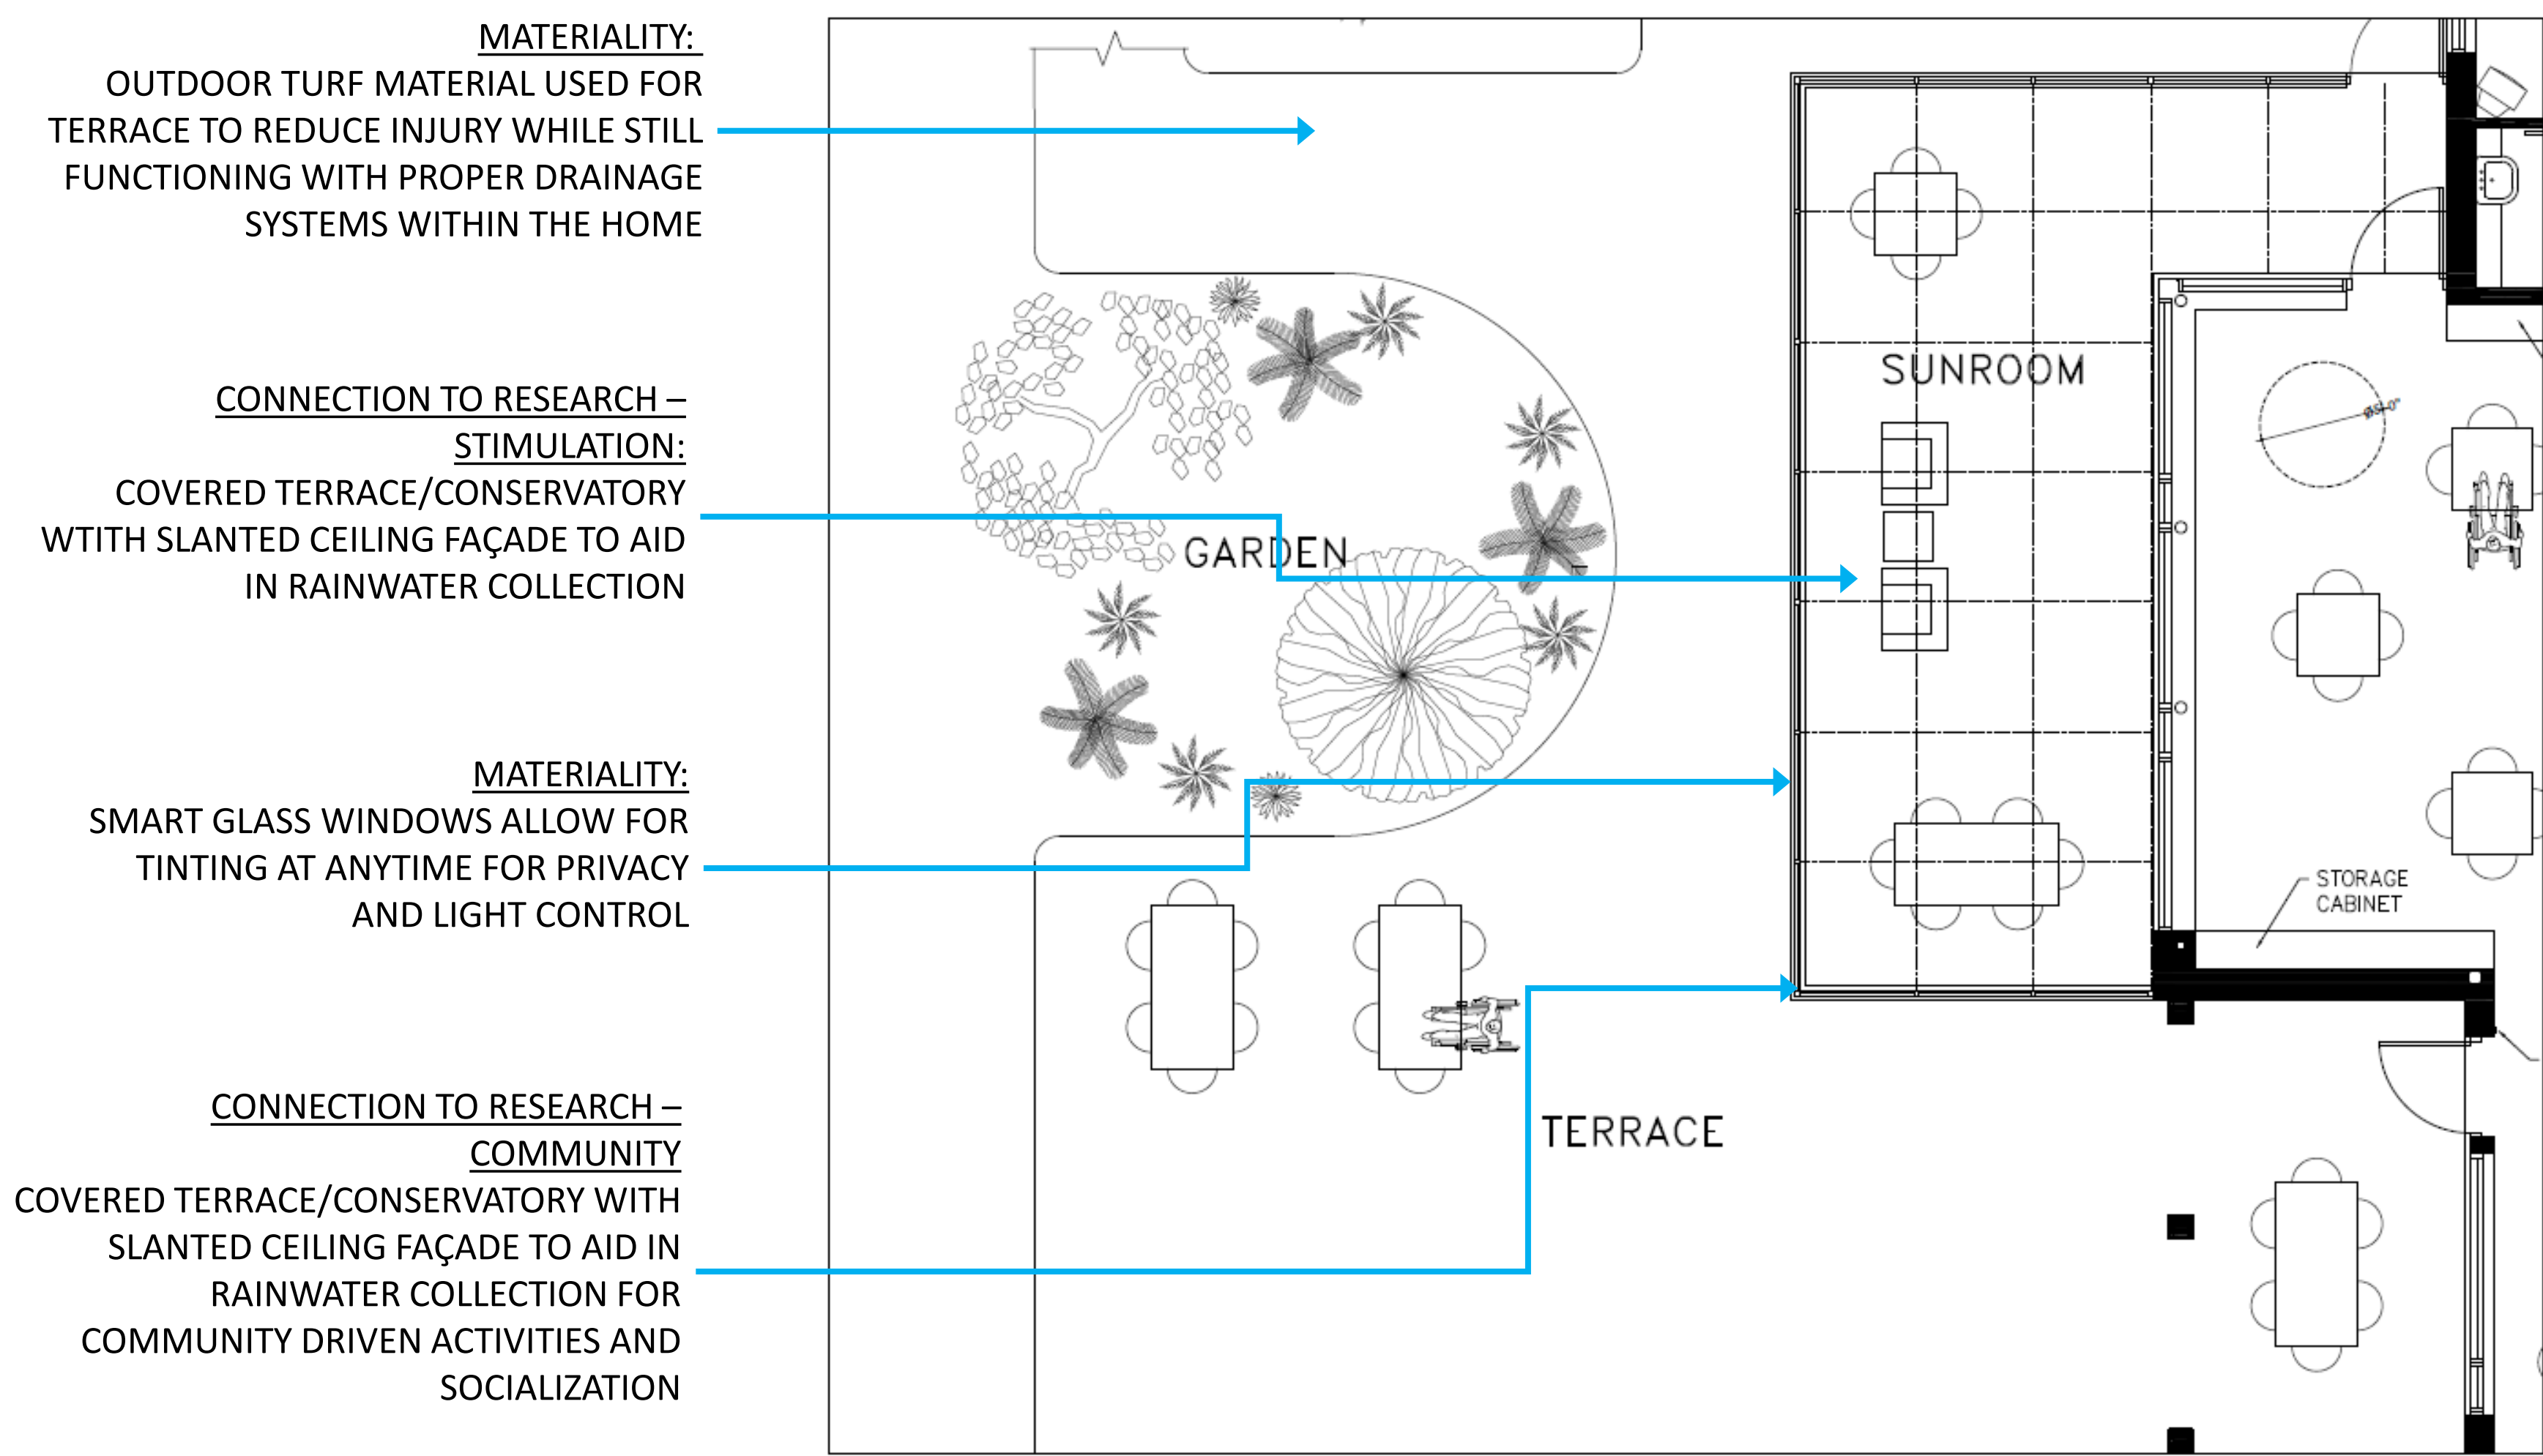 MATERIALITY:
OUTDOOR TURF MATERIAL USED FOR
TERRACE TO REDUCE INJURY WHILE STILL
FUNCTIONING WITH PROPER DRAINAGE
SYSTEMS WITHIN THE HOME
CONNECTION TO RESEARCH –
STIMULATION:
COVERED TERRACE/CONSERVATORY
WTITH SLANTED CEILING FAÇADE TO AID
IN RAINWATER COLLECTION
MATERIALITY:
SMART GLASS WINDOWS ALLOW FOR
TINTING AT ANYTIME FOR PRIVACY
AND LIGHT CONTROL
CONNECTION TO RESEARCH –
COMMUNITY
COVERED TERRACE/CONSERVATORY WITH
SLANTED CEILING FAÇADE TO AID IN
RAINWATER COLLECTION FOR
COMMUNITY DRIVEN ACTIVITIES AND
SOCIALIZATION
SUNROOM
GARDEN
STORAGE
CABINET
TERRACE